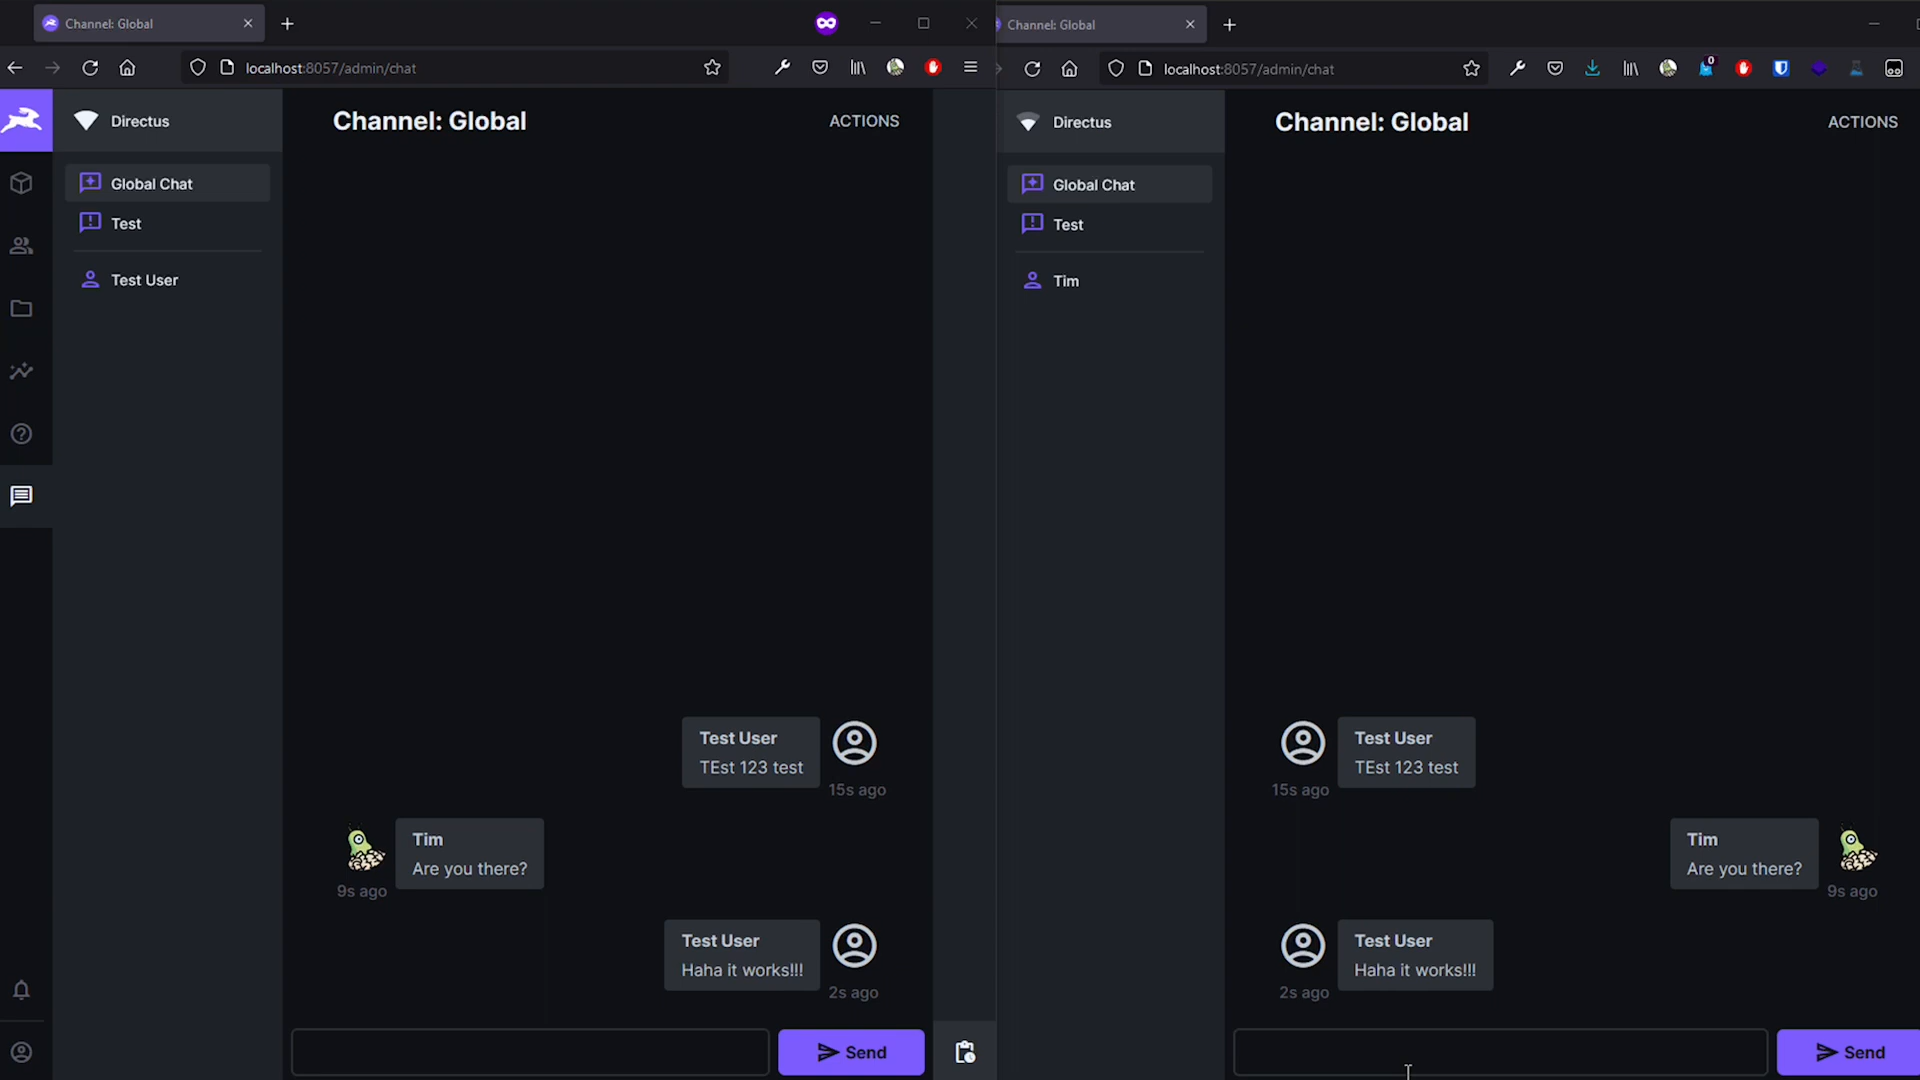 Channel: Global
localhost:8057/admin/chat
Directus
Channel: Global
ACTIONS
Global Chat
Test
Test User
Test User
TEst 123 test
15s ago
Tim
Are you there?
9s ago
Test User
Haha it works!!!
2s ago
Send
Channel: Global
localhost:8057/admin/chat
0
Directus
Channel: Global
ACTIONS
Global Chat
Test
Tim
Test User
TEst 123 test
15s ago
Tim
Are you there?
9s ago
Test User
Haha it works!!!
2s ago
Send